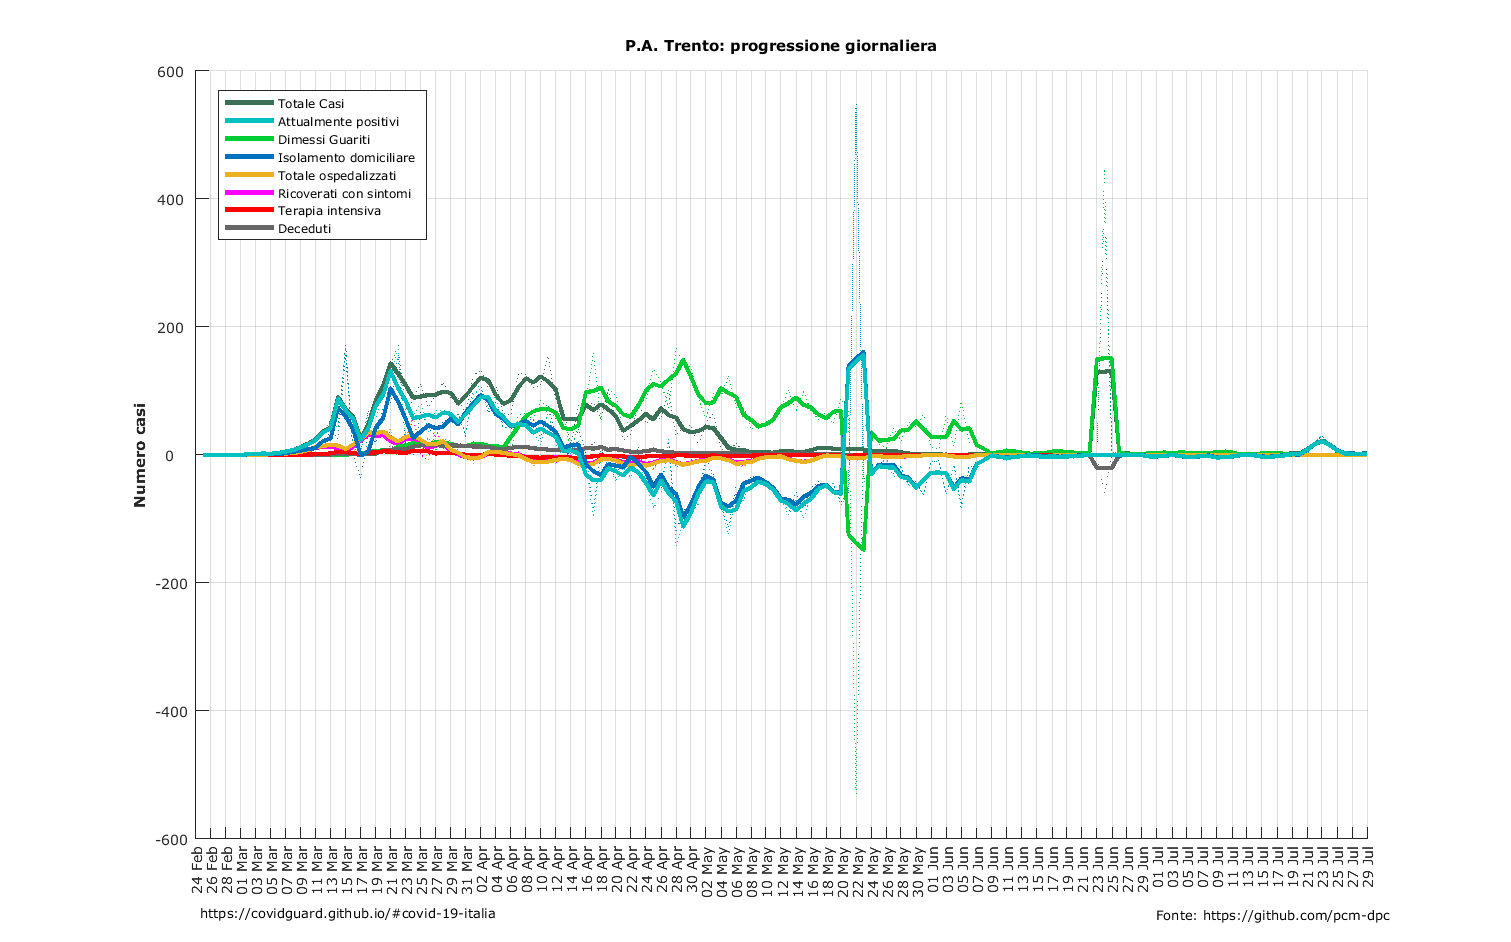 P.A. Trento: progressione giornaliera
Numero casi
600
400
200
0
-200
-400
-600
Totale Casi
Attualmente positivi
Dimessi Guariti
Isolamento domiciliare
Totale ospedalizzati
Ricoverati con sintomi
Terapia intensiva
Deceduti
24 Feb
26 Feb
28 Feb
01 Mar
03 Mar
05 Mar
07 Mar
09 Mar
11 Mar
13 Mar
15 Mar
17 Mar
19 Mar
21 Mar
23 Mar
25 Mar
27 Mar
29 Mar
31 Mar
02 Apr
04 Apr
06 Apr
08 Apr
10 Apr
12 Apr
14 Apr
16 Apr
18 Apr
20 Apr
22 Apr
24 Apr
26 Apr
28 Apr
30 Apr
02 May
04 May
06 May
08 May
10 May
12 May
14 May
16 May
18 May
20 May
22 May
24 May
26 May
28 May
30 May
01 Jun
03 Jun
05 Jun
07 Jun
09 Jun
11 Jun
13 Jun
15 Jun
17 Jun
19 Jun
21 Jun
23 Jun
25 Jun
27 Jun
29 Jun
01 Jul
03 Jul
05 Jul
07 Jul
09 Jul
11 Jul
13 Jul
15 Jul
17 Jul
19 Jul
21 Jul
23 Jul
25 Jul
27 Jul
29 Jul
https://covidguard.github.io/#covid-19-italia
Fonte: https://github.com/pcm-dpc